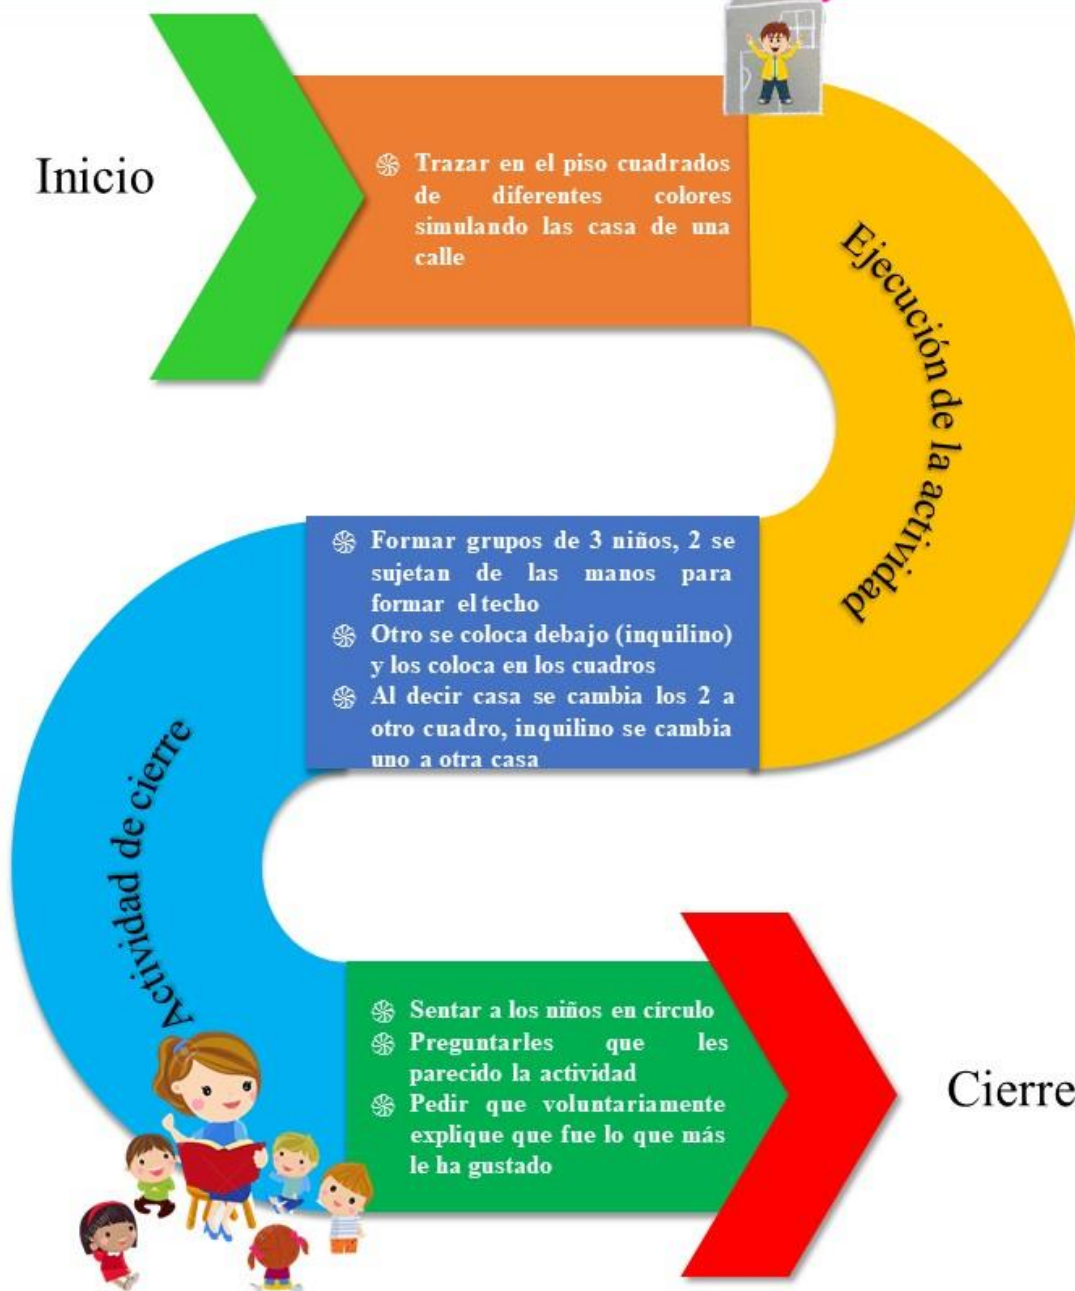 Inicio
֍ Trazar en el piso cuadrados
de diferentes colores
simulando las casa de una
calle
Ejecución de la actividad
֍ Formar grupos de 3 niños, 2 se
sujetan de las manos para
formar el techo
֍ Otro se coloca debajo (inquilino)
y los coloca en los cuadros
֍ Al decir casa se cambia los 2 a
otro cuadro, inquilino se cambia
uno a otra casa
Actividad de cierre
֍ Sentar a los niños en círculo
֍ Preguntarles que les
parecido la actividad
֍ Pedir que voluntariamente
explique que fue lo que más
le ha gustado
Cierre